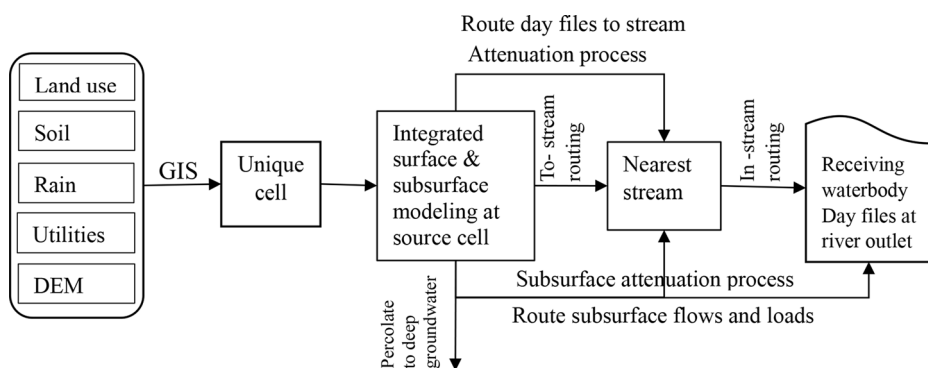 Route day files to stream
Attenuation process
Land use
Soil
Rain
Utilities
DEM
GIS
Unique
cell
Integrated
surface &
subsurface
modeling at
source cell
To- stream
routing
Nearest
stream
In -stream
routing
Receiving
waterbody
Day files at
river outlet
Subsurface attenuation process
Route subsurface flows and loads
Percolate
to deep
groundwater